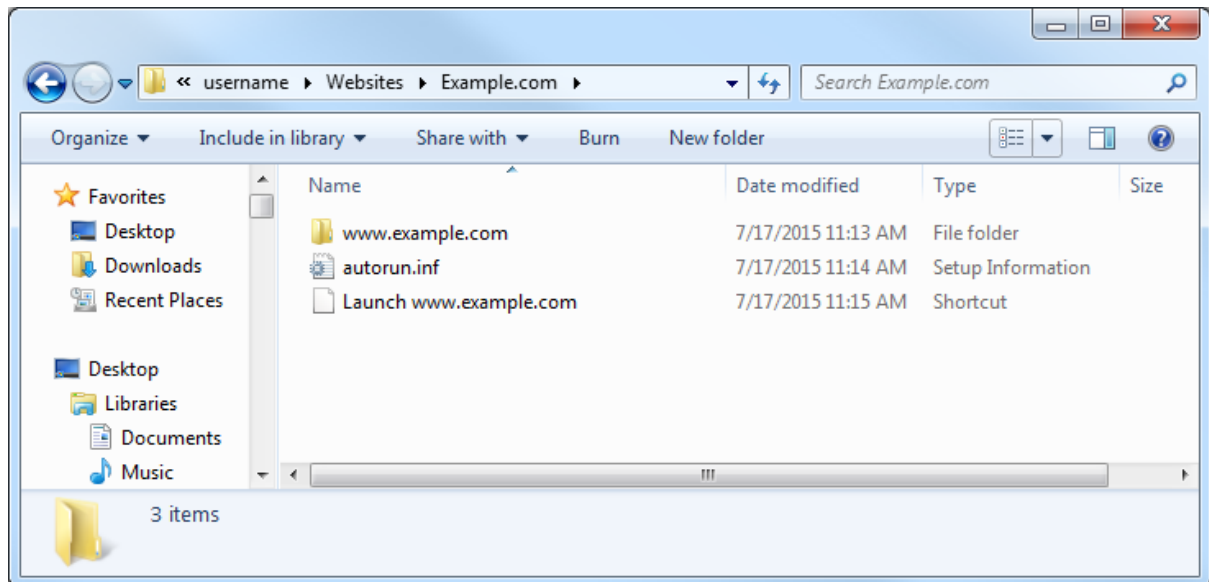 « username Websites Example.com Search Example.com
Organize Include in library Share with Burn New folder
Favorites
Desktop
Downloads
Recent Places
Desktop
Libraries
Documents
Music
Name Date modified Type Size
www.example.com 7/17/2015 11:13 AM File folder
autorun.inf 7/17/2015 11:14 AM Setup Information
Launch www.example.com 7/17/2015 11:15 AM Shortcut
3 items